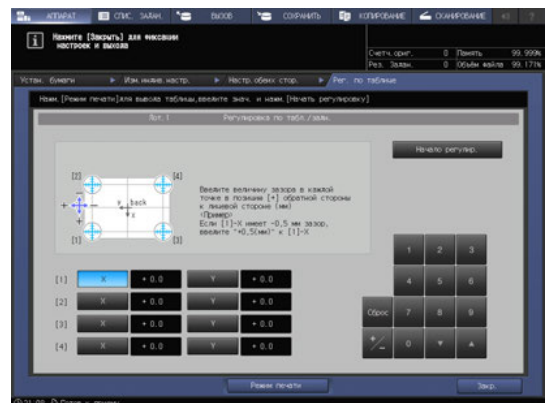 АППАРАТ
СПИС. ЗАДАН.
ВЫЗОВ
СОХРАНИТЬ
КОПИРОВАНИЕ
СКАНИРОВАНИЕ
Нажмите [Закрыть] для фиксации
настроек и выхода
Счетч. ориг. 0 Память 99.999%
Рез. Задан. 0 Объём файла 99.171%
Устан. бумаги
Изм.индив.настр.
Настр.обеих стор.
Рег. по таблице
Нажм.[Режим печати]для вывода таблицы,введите знач. и нажм.[Начать регулировку]
Лот.1 Регулировка по табл./задн.
Начало регулир.
[2] [4]
back
Y
X
[1] [3]
Введите величину зазора в каждой
точке в позиции [+] обратной стороны
к лицевой стороне (мм)
<Пример>
Если [1]-X имеет -0,5 мм зазор,
введите "+0,5(мм)" к [1]-X
[1] X + 0.0 Y + 0.0
[2] X + 0.0 Y + 0.0
[3] X + 0.0 Y + 0.0
[4] X + 0.0 Y + 0.0
1 2 3
4 5 6
Сброс 7 8 9
+/- 0 ▼ ▲
Режим печати
Закр.